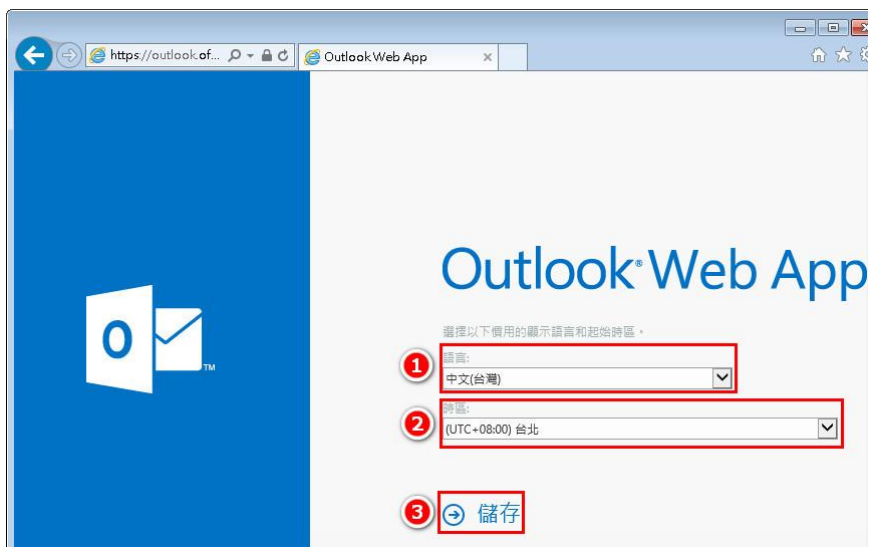 https://outlook.of...
Outlook Web App
Outlook® Web App
選擇以下慣用的顯示語言和起始時區。
語言:
中文(台灣)
時區:
(UTC+08:00) 台北
儲存
1
2
3
O
TM